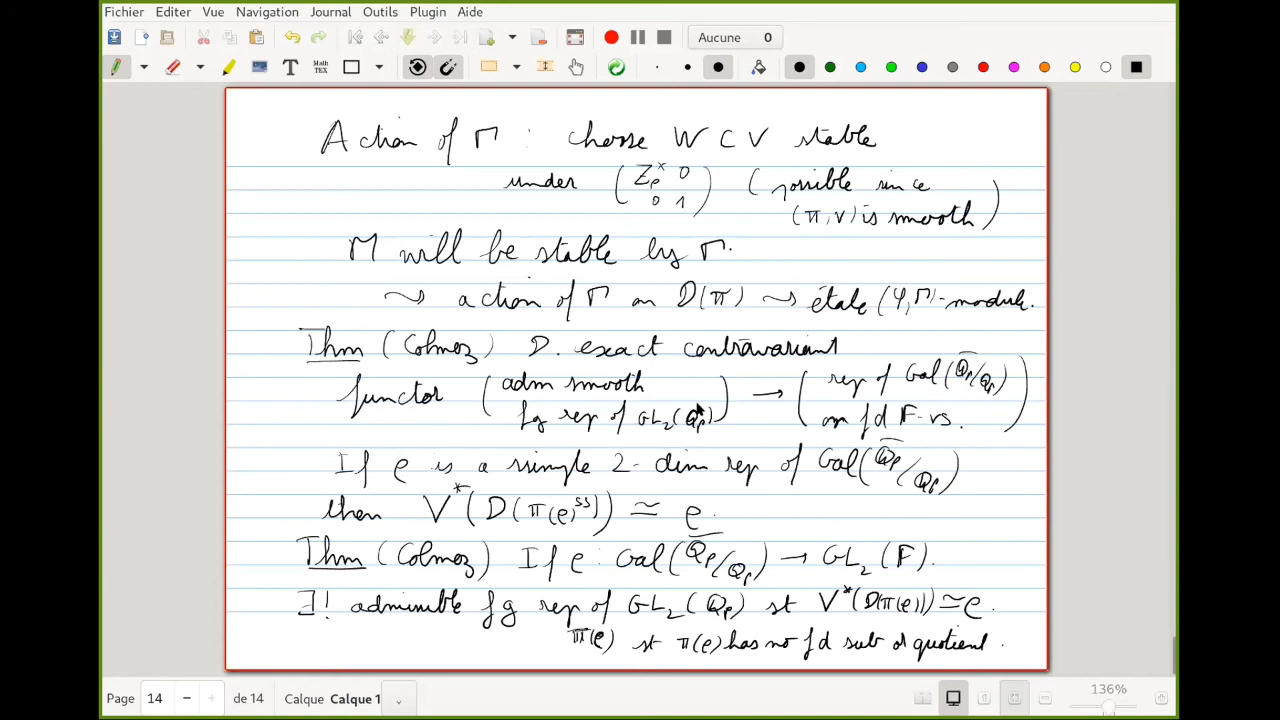 Fichier Editer Vue Navigation Journal Outils Plugin Aide
Aucune 0
Action of Γ : choose W ⊂ V stable
under (Zp^× 0 0 1) (possible since
(π,V) is smooth)
M will be stable by Γ.
⇝ action of Γ on D(π) ⇝ étale (φ,Γ)-module.
Thm (Colmez) D. exact contravariant
functor (adm smooth fg rep of GL₂(Qp)) → (rep of Gal(Q̄p/Qp) on fd F-vs.)
If ρ is a simple 2-dim rep of Gal(Q̄p/Qp)
then V*(D(π(ρ)^ss)) ≃ ρ.
Thm (Colmez) If ρ : Gal(Q̄p/Qp) → GL₂(F).
∃! admissible fg rep of GL₂(Qp) st V*(D(π(ρ)) ≃ ρ.
π(ρ) st π(ρ) has no fd sub or quotient.
Page 14 de 14 Calque Calque 1 136%